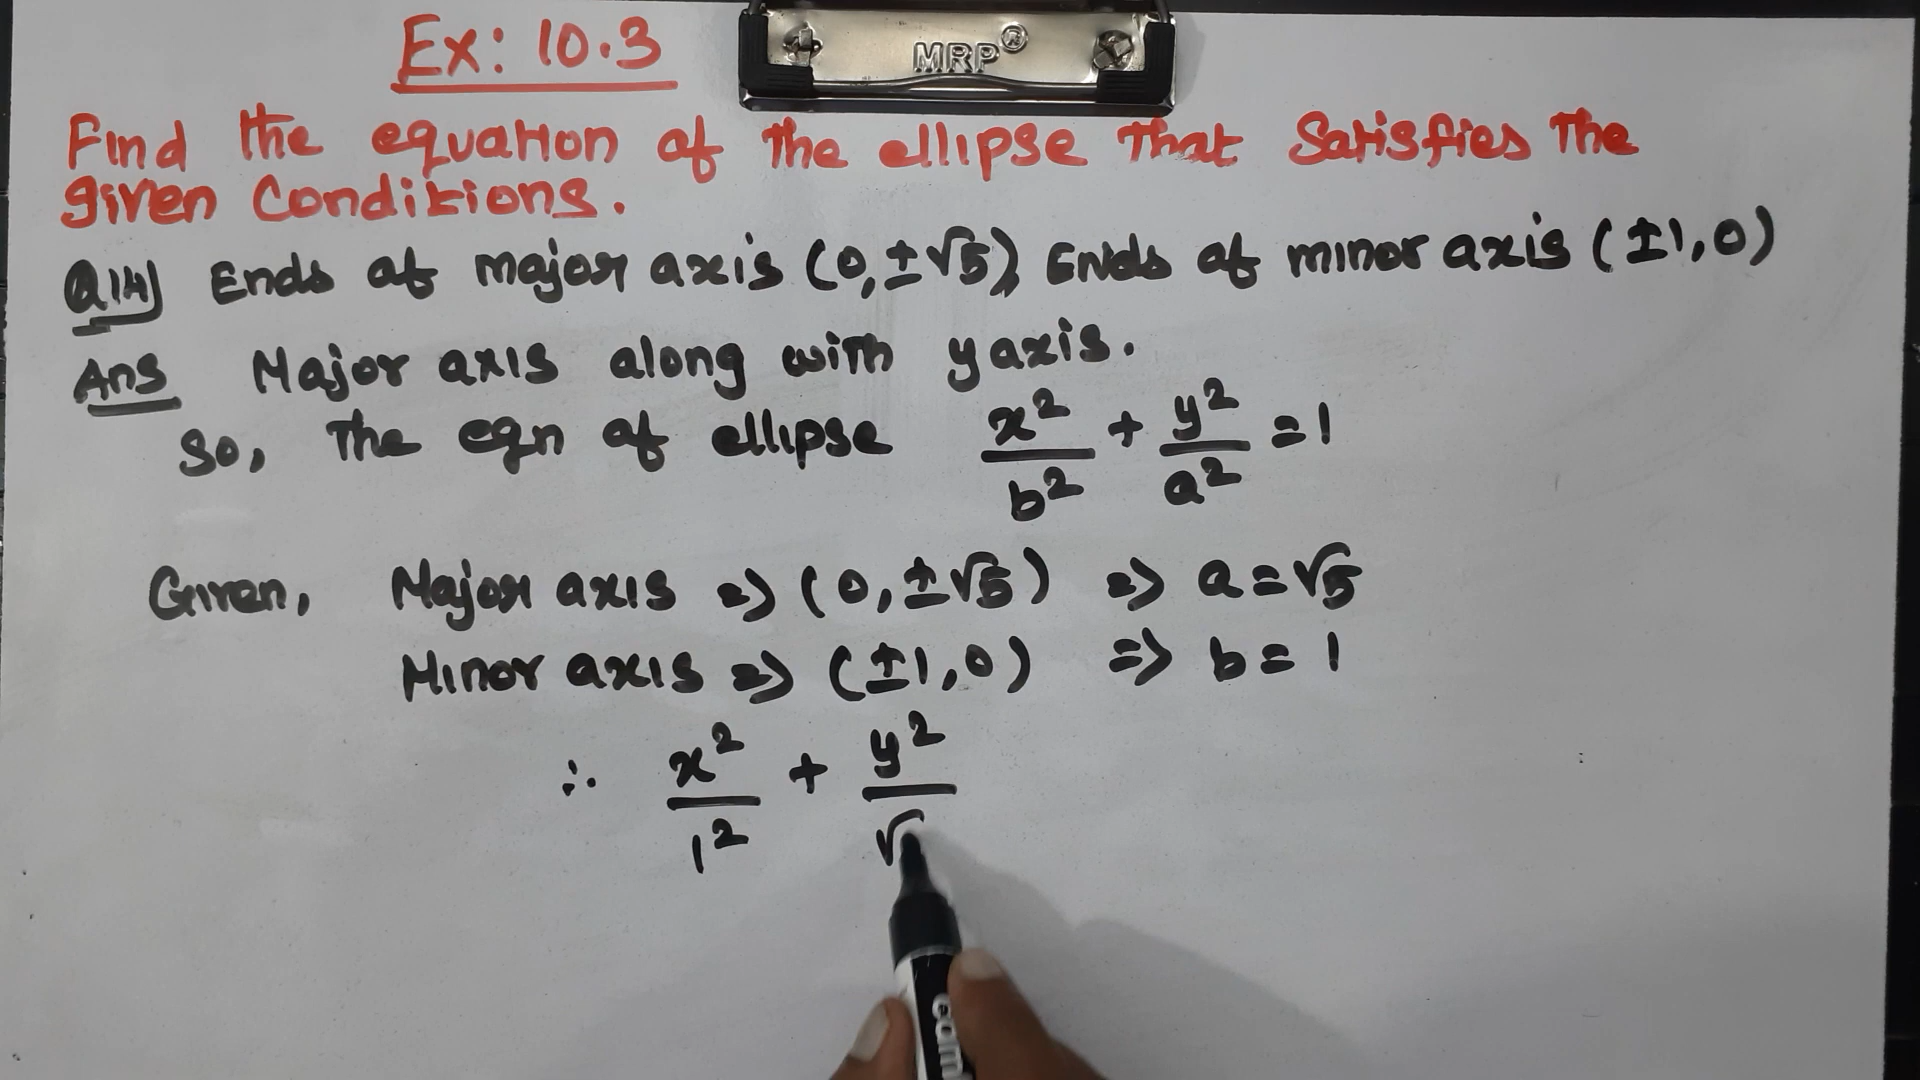 MRP®
Ex: 10.3
Find the equation of the ellipse that Satisfies the
given Conditions.
Q14) Ends of major axis (0,±√5), Ends of minor axis (±1,0)
Ans Major axis along with y axis.
So, The eqn of ellipse x²/b² + y²/a² = 1
Given, Major axis => (0,±√5) => a=√5
Minor axis => (±1,0) => b=1
∴ x²/1² + y²/√
cam